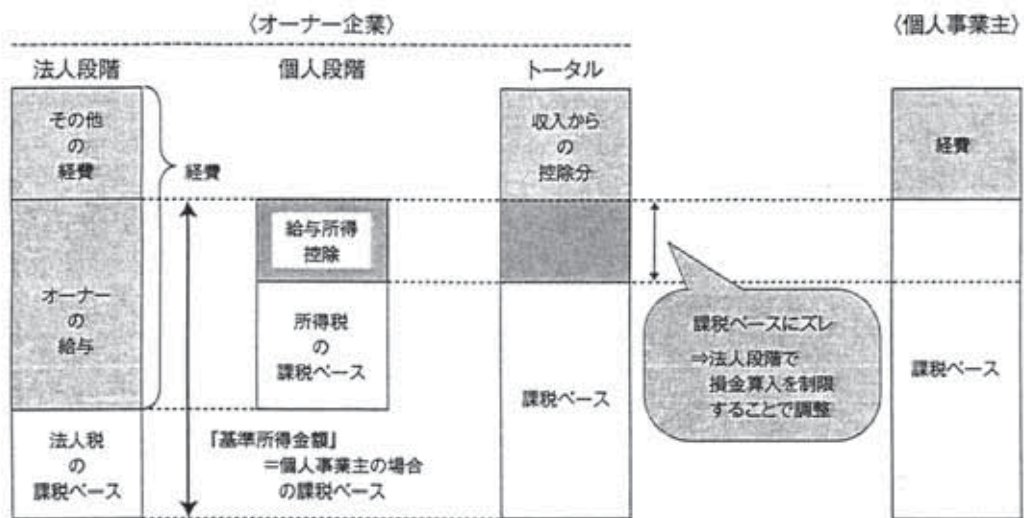 〈オーナー企業〉
〈個人事業主〉
法人段階
個人段階
トータル
その他
の
経費
経費
オーナー
の
給与
法人税
の
課税ベース
給与所得
控除
所得税
の
課税ベース
『基準所得金額』
＝個人事業主の場合
の課税ベース
収入から
の
控除分
課税ベース
課税ベースにズレ
⇒法人段階で
損金算入を制限
することで調整
経費
課税ベース